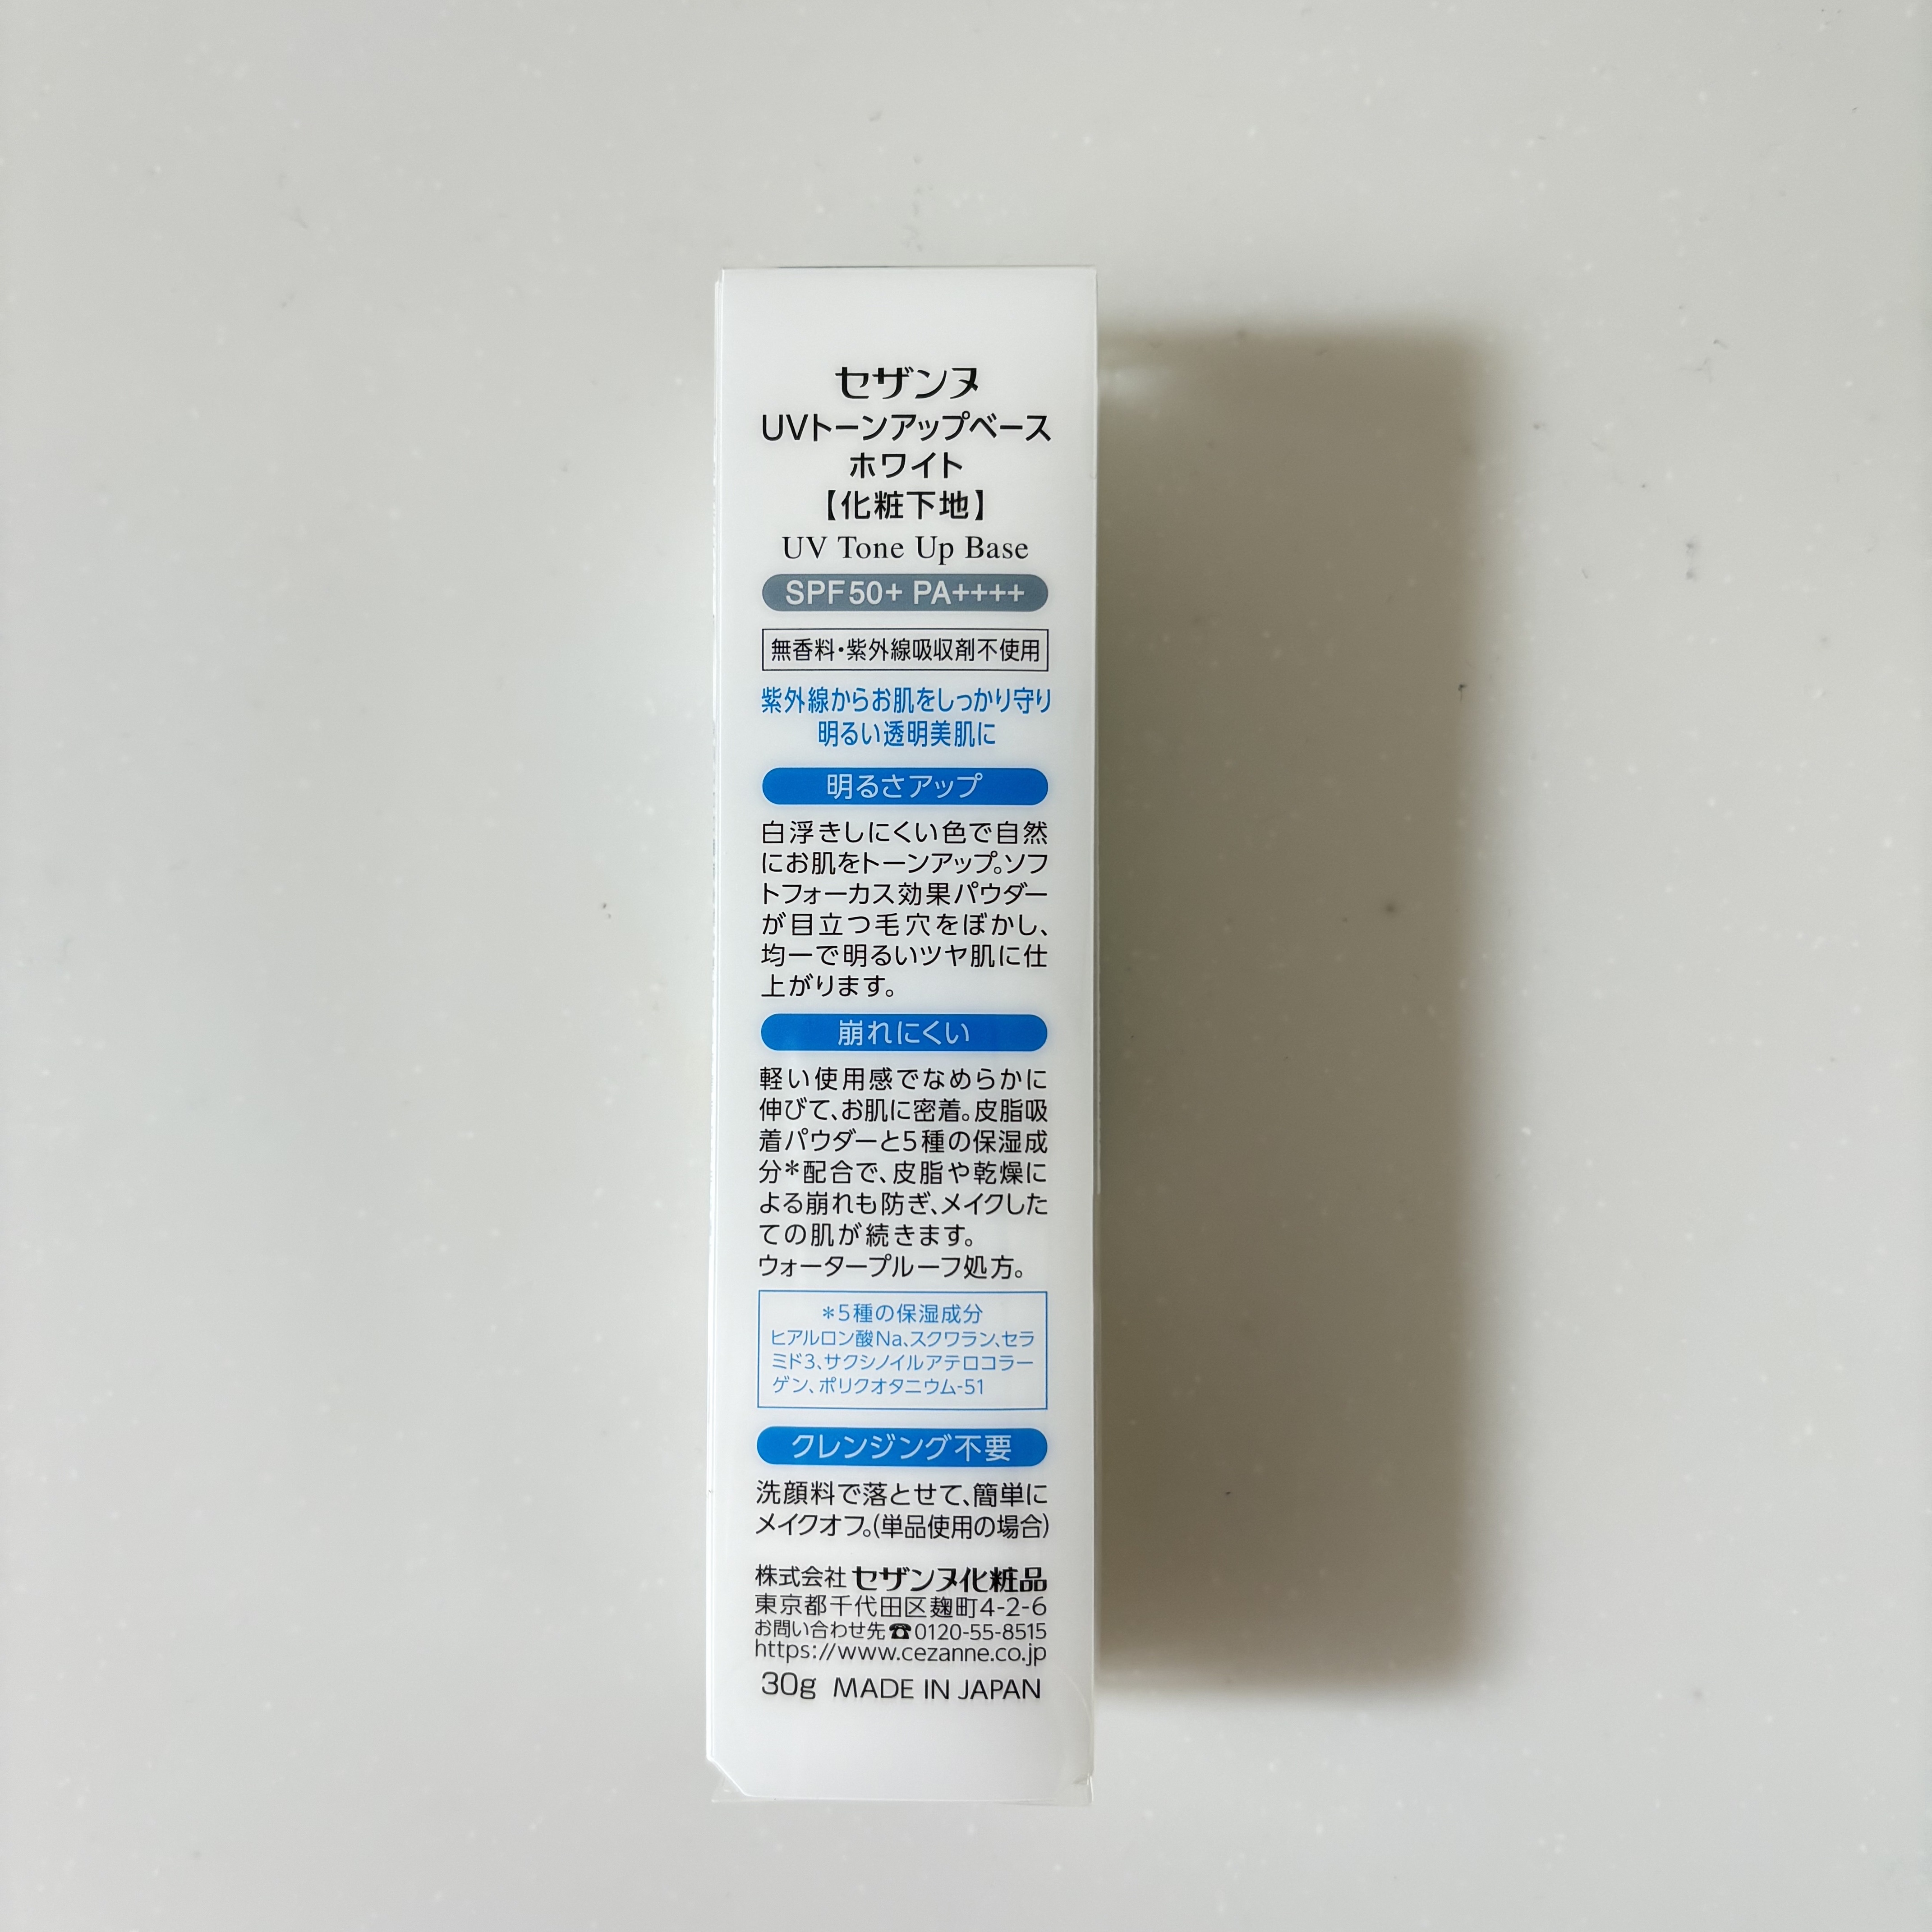 セザンヌ
UVトーンアップベース
ホワイト
【化粧下地】
UV Tone Up Base
SPF50+ PA++++
無香料・紫外線吸収剤不使用
紫外線からお肌をしっかり守り
明るい透明美肌に
明るさアップ
白浮きしにくい色で自然
にお肌をトーンアップ。ソフ
トフォーカス効果パウダー
が目立つ毛穴をぼかし、
均一で明るいツヤ肌に仕
上がります。
崩れにくい
軽い使用感でなめらかに
伸びて、お肌に密着。皮脂吸
着パウダーと5種の保湿成
分*配合で、皮脂や乾燥に
よる崩れも防ぎ、メイクした
ての肌が続きます。
ウォータープルーフ処方。
*5種の保湿成分
ヒアルロン酸Na、スクワラン、セラ
ミド3、サクシノイルアテロコラー
ゲン、ポリクオタニウム-51
クレンジング不要
洗顔料で落とせて、簡単に
メイクオフ。(単品使用の場合)
株式会社 セザンヌ化粧品
東京都千代田区麹町4-2-6
お問い合わせ先☎0120-55-8515
https://www.cezanne.co.jp
30g MADE IN JAPAN